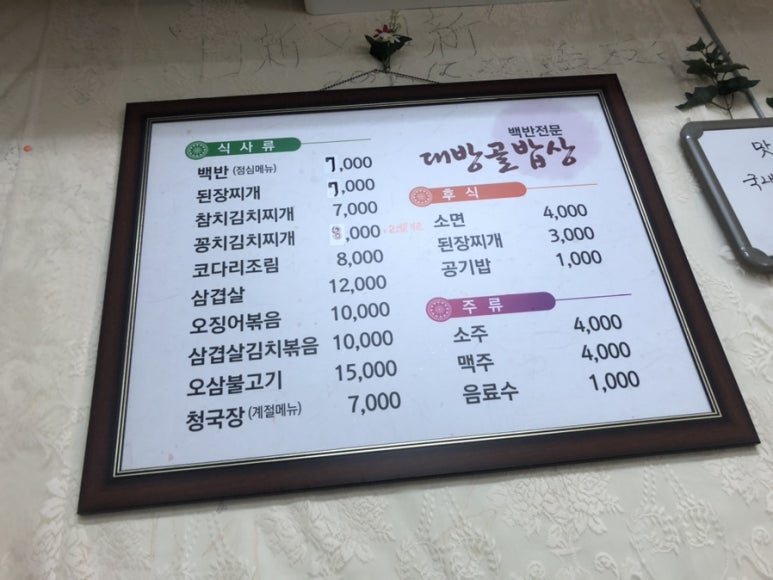 백반전문
대방골밥상
식사류
백반 (점심메뉴) 7,000
된장찌개 7,000
참치김치찌개 7,000
꽁치김치찌개 8,000
코다리조림 8,000
삼겹살 12,000
오징어볶음 10,000
삼겹살김치볶음 10,000
오삼불고기 15,000
청국장 (계절메뉴) 7,000
후식
소면 4,000
된장찌개 3,000
공기밥 1,000
주류
소주 4,000
맥주 4,000
음료수 1,000
맛
국내